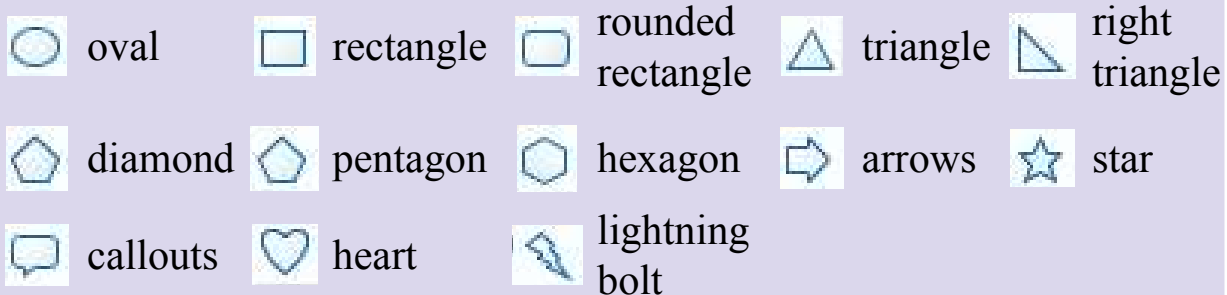 oval
rectangle
rounded
rectangle
triangle
right
triangle
diamond
pentagon
hexagon
arrows
star
callouts
heart
lightning
bolt